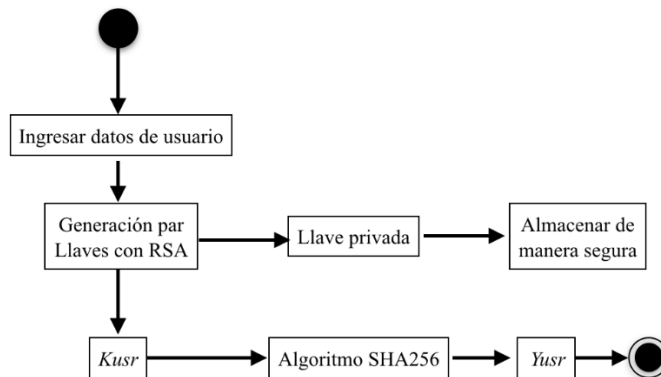 Ingresar datos de usuario
Generación par
Llaves con RSA
Llave privada
Almacenar de
manera segura
Kusr
Algoritmo SHA256
Yusr